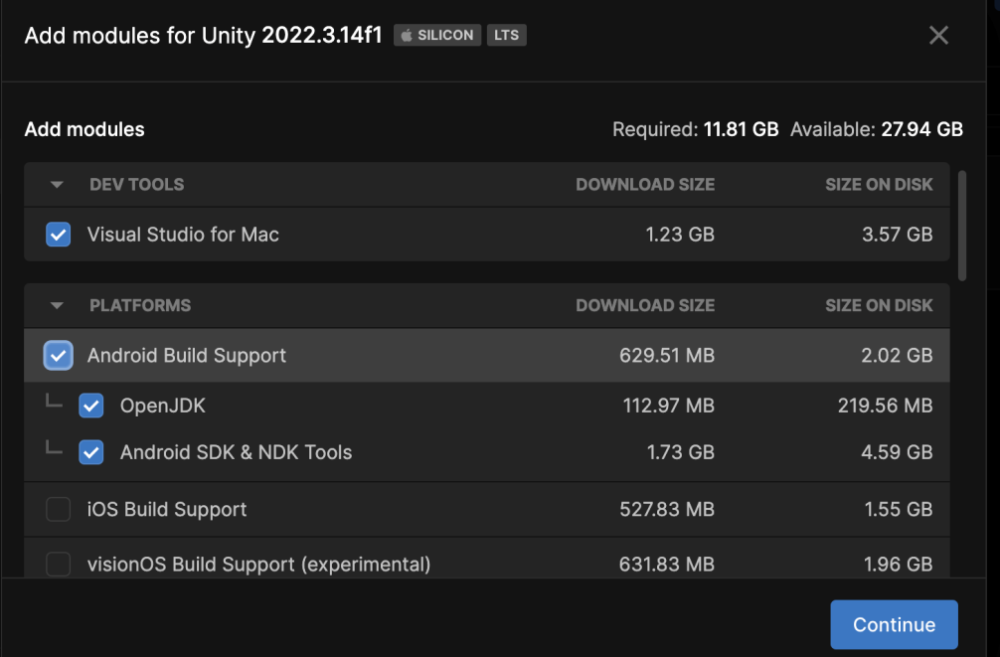 Add modules for Unity 2022.3.14f1 SILICON LTS
Add modules Required: 11.81 GB Available: 27.94 GB
DEV TOOLS DOWNLOAD SIZE SIZE ON DISK
Visual Studio for Mac 1.23 GB 3.57 GB
PLATFORMS DOWNLOAD SIZE SIZE ON DISK
Android Build Support 629.51 MB 2.02 GB
OpenJDK 112.97 MB 219.56 MB
Android SDK & NDK Tools 1.73 GB 4.59 GB
iOS Build Support 527.83 MB 1.55 GB
visionOS Build Support (experimental) 631.83 MB 1.96 GB
Continue